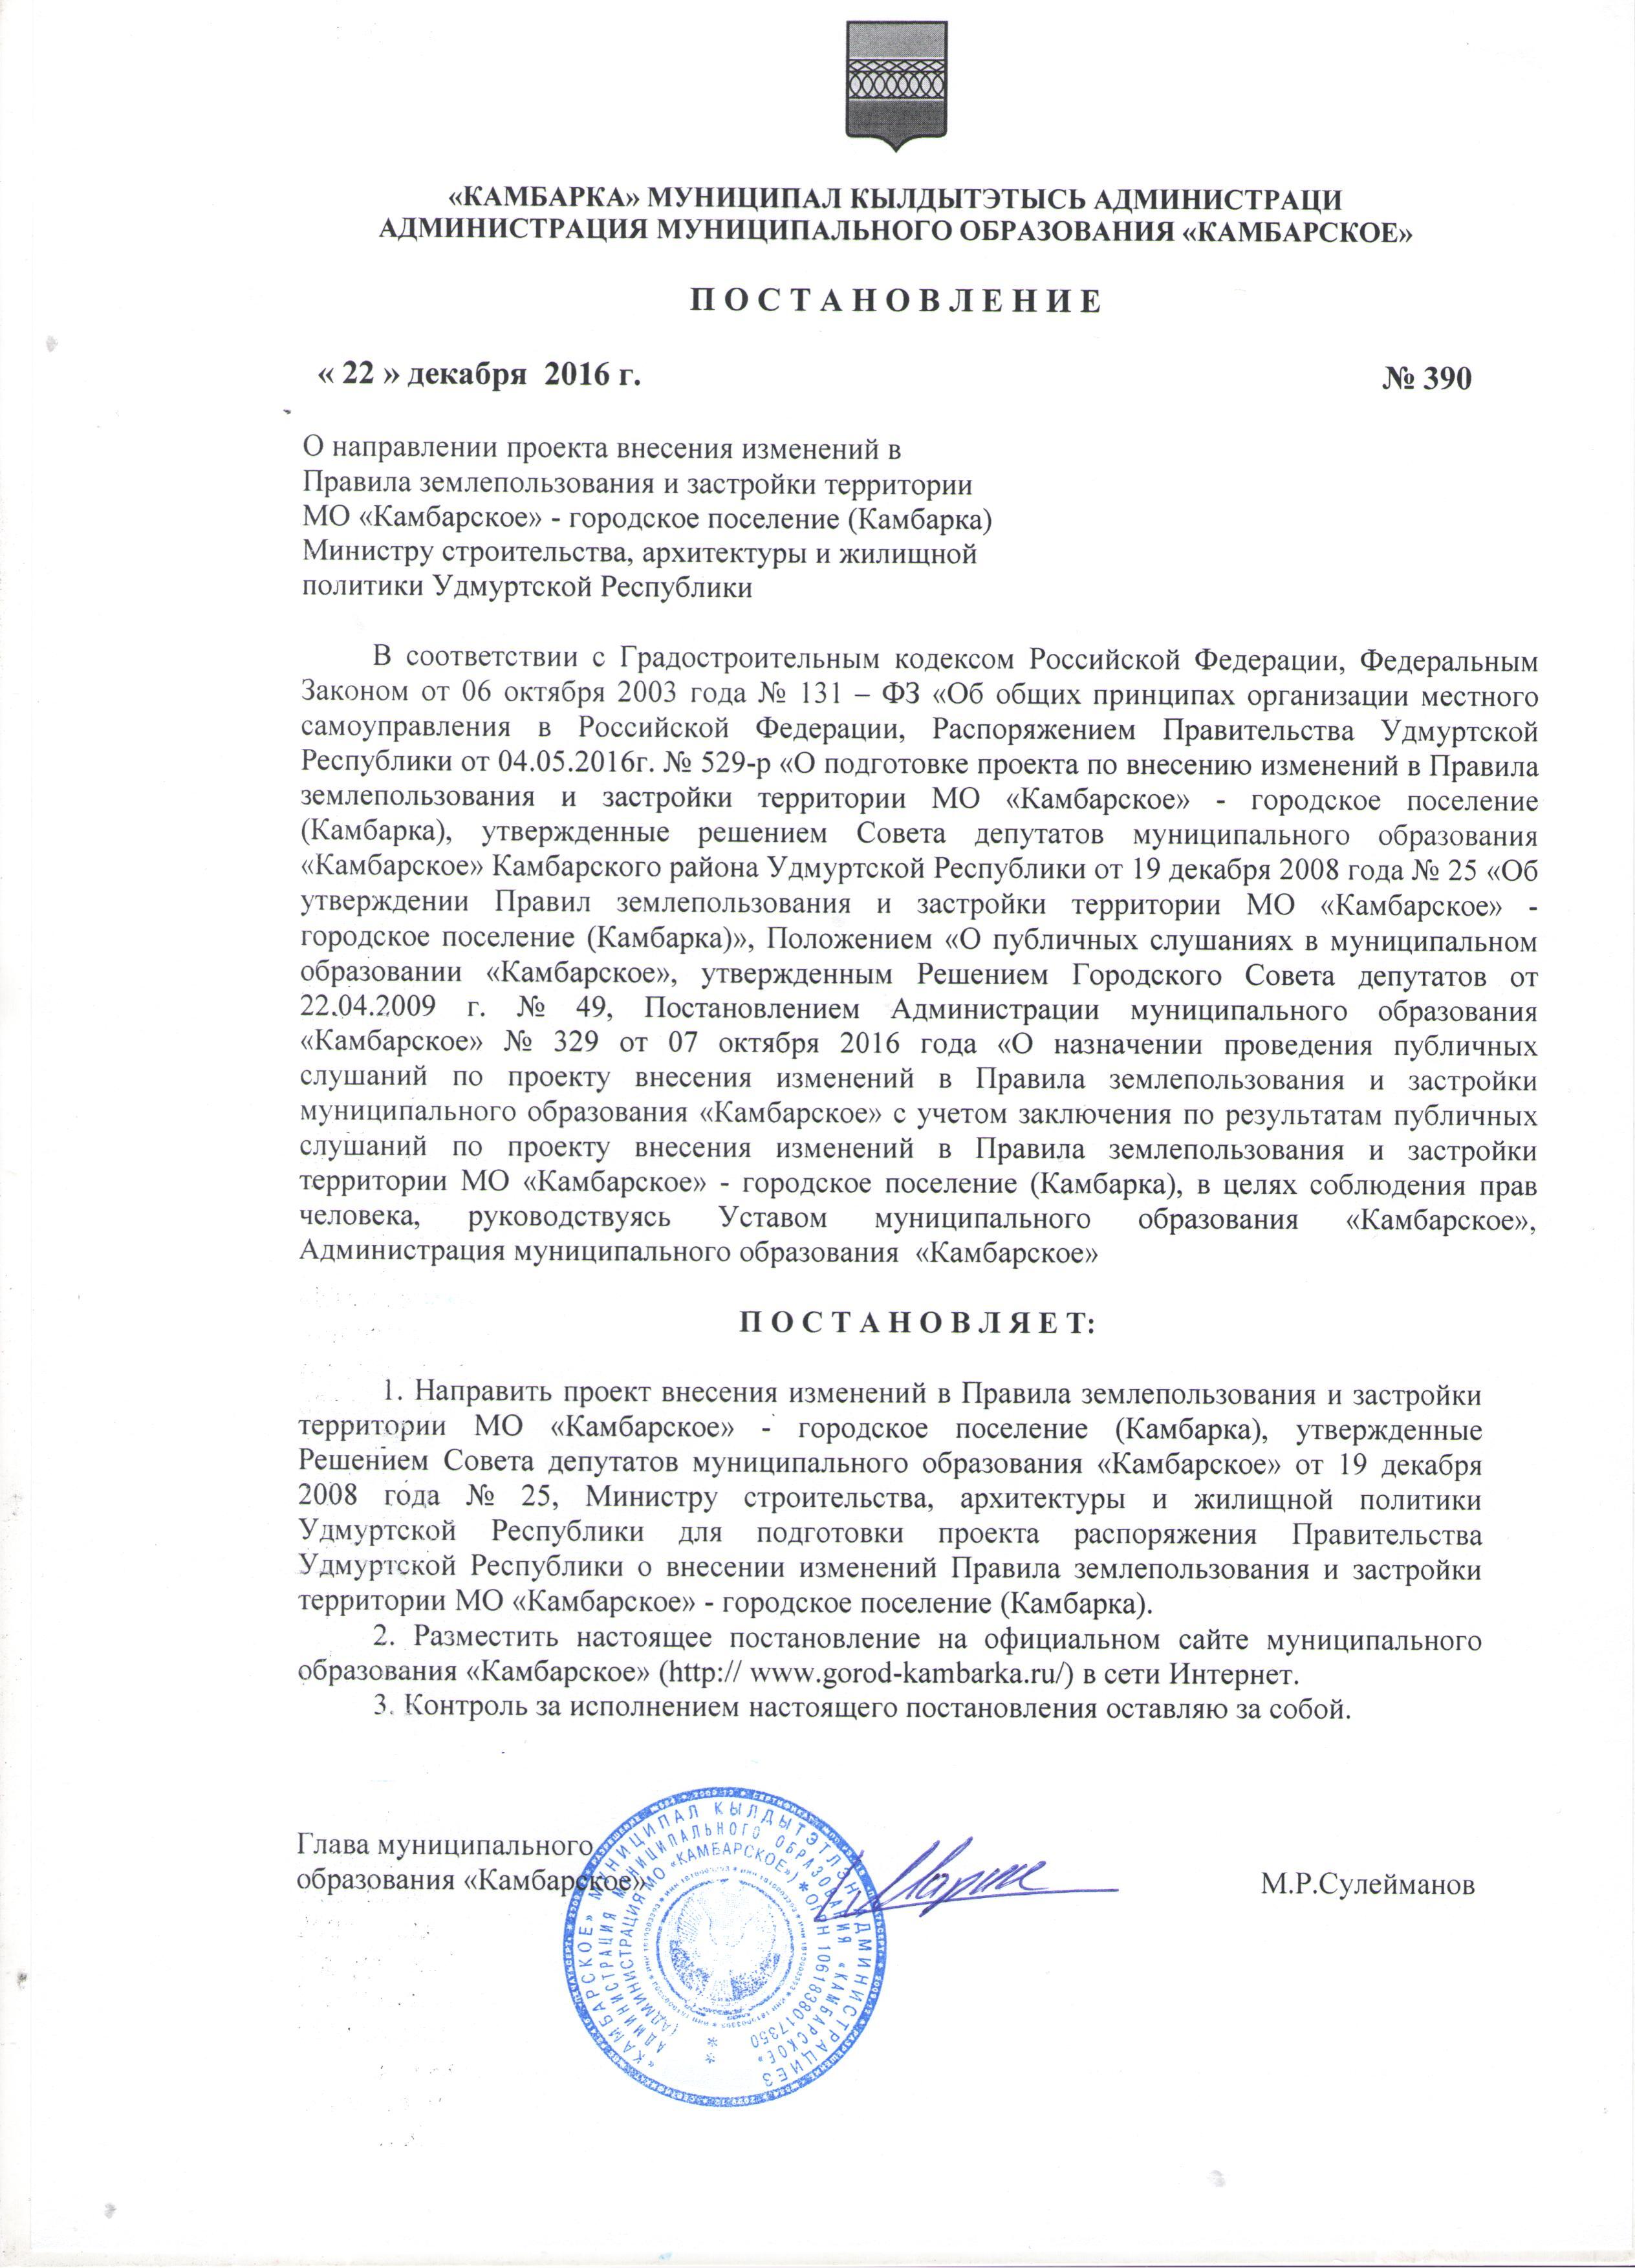 «КАМБАРКА» МУНИЦИПАЛ КЫЛДЫТЭТЫСЬ АДМИНИСТРАЦИ
АДМИНИСТРАЦИЯ МУНИЦИПАЛЬНОГО ОБРАЗОВАНИЯ «КАМБАРСКОЕ»
П О С Т А Н О В Л Е Н И Е
« 22 » декабря 2016 г.
№ 390
О направлении проекта внесения изменений в
Правила землепользования и застройки территории
МО «Камбарское» - городское поселение (Камбарка)
Министру строительства, архитектуры и жилищной
политики Удмуртской Республики
В соответствии с Градостроительным кодексом Российской Федерации, Федеральным
Законом от 06 октября 2003 года № 131 – ФЗ «Об общих принципах организации местного
самоуправления в Российской Федерации, Распоряжением Правительства Удмуртской
Республики от 04.05.2016г. № 529-р «О подготовке проекта по внесению изменений в Правила
землепользования и застройки территории МО «Камбарское» - городское поселение
(Камбарка), утвержденные решением Совета депутатов муниципального образования
«Камбарское» Камбарского района Удмуртской Республики от 19 декабря 2008 года № 25 «Об
утверждении Правил землепользования и застройки территории МО «Камбарское» -
городское поселение (Камбарка)», Положением «О публичных слушаниях в муниципальном
образовании «Камбарское», утвержденным Решением Городского Совета депутатов от
22.04.2009 г. № 49, Постановлением Администрации муниципального образования
«Камбарское» № 329 от 07 октября 2016 года «О назначении проведения публичных
слушаний по проекту внесения изменений в Правила землепользования и застройки
муниципального образования «Камбарское» с учетом заключения по результатам публичных
слушаний по проекту внесения изменений в Правила землепользования и застройки
территории МО «Камбарское» - городское поселение (Камбарка), в целях соблюдения прав
человека, руководствуясь Уставом муниципального образования «Камбарское»,
Администрация муниципального образования «Камбарское»
П О С Т А Н О В Л Я Е Т:
1. Направить проект внесения изменений в Правила землепользования и застройки
территории МО «Камбарское» - городское поселение (Камбарка), утвержденные
Решением Совета депутатов муниципального образования «Камбарское» от 19 декабря
2008 года № 25, Министру строительства, архитектуры и жилищной политики
Удмуртской Республики для подготовки проекта распоряжения Правительства
Удмуртской Республики о внесении изменений Правила землепользования и застройки
территории МО «Камбарское» - городское поселение (Камбарка).
2. Разместить настоящее постановление на официальном сайте муниципального
образования «Камбарское» (http:// www.gorod-kambarka.ru/) в сети Интернет.
3. Контроль за исполнением настоящего постановления оставляю за собой.
Глава муниципального
образования «Камбарское»
М.Р.Сулейманов
«КАМБАРСКОЕ» МУНИЦИПАЛ КЫЛДЫТЭТЛЭН АДМИНИСТРАЦИЕЗ
АДМИНИСТРАЦИЯ МУНИЦИПАЛЬНОГО ОБРАЗОВАНИЯ «КАМБАРСКОЕ»
(АДМИНИСТРАЦИЯ МО «КАМБАРСКОЕ») * ОГРН 1061838017350